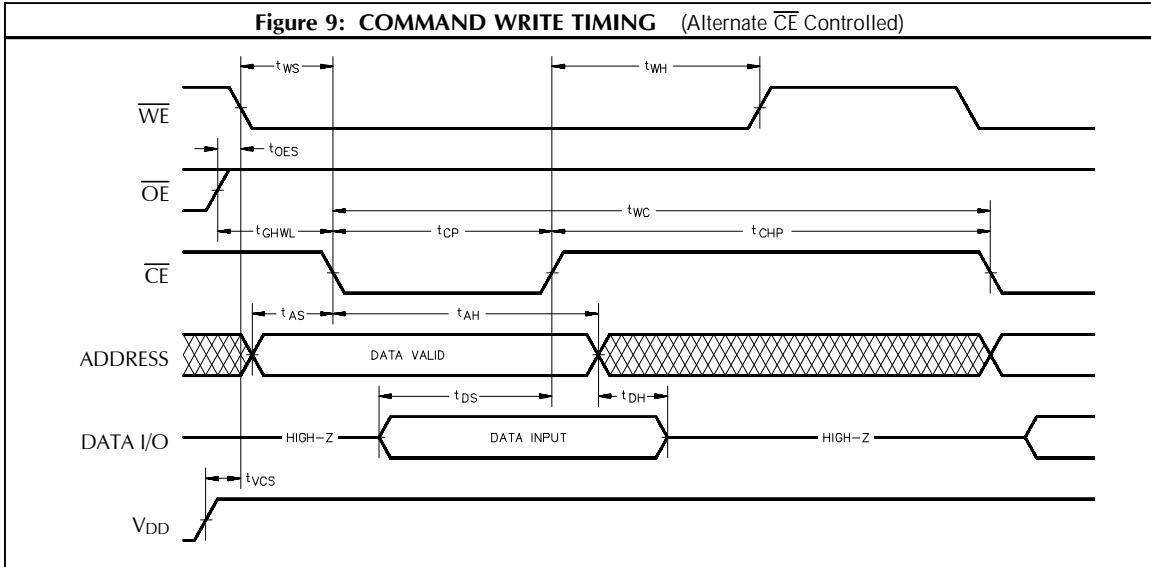 Figure 9: COMMAND WRITE TIMING (Alternate CE Controlled)
tWS
tWH
WE
tOES
OE
tWC
tGHWL
tCP
tCHP
CE
tAS
tAH
ADDRESS
DATA VALID
tDS
tDH
DATA I/O
HIGH-Z
DATA INPUT
HIGH-Z
tVCS
VDD